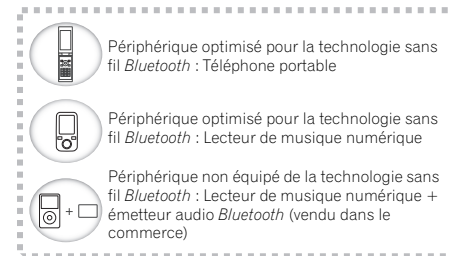 Périphérique optimisé pour la technologie sans
fil Bluetooth : Téléphone portable
Périphérique optimisé pour la technologie sans
fil Bluetooth : Lecteur de musique numérique
Périphérique non équipé de la technologie sans
fil Bluetooth : Lecteur de musique numérique +
émetteur audio Bluetooth (vendu dans le
commerce)